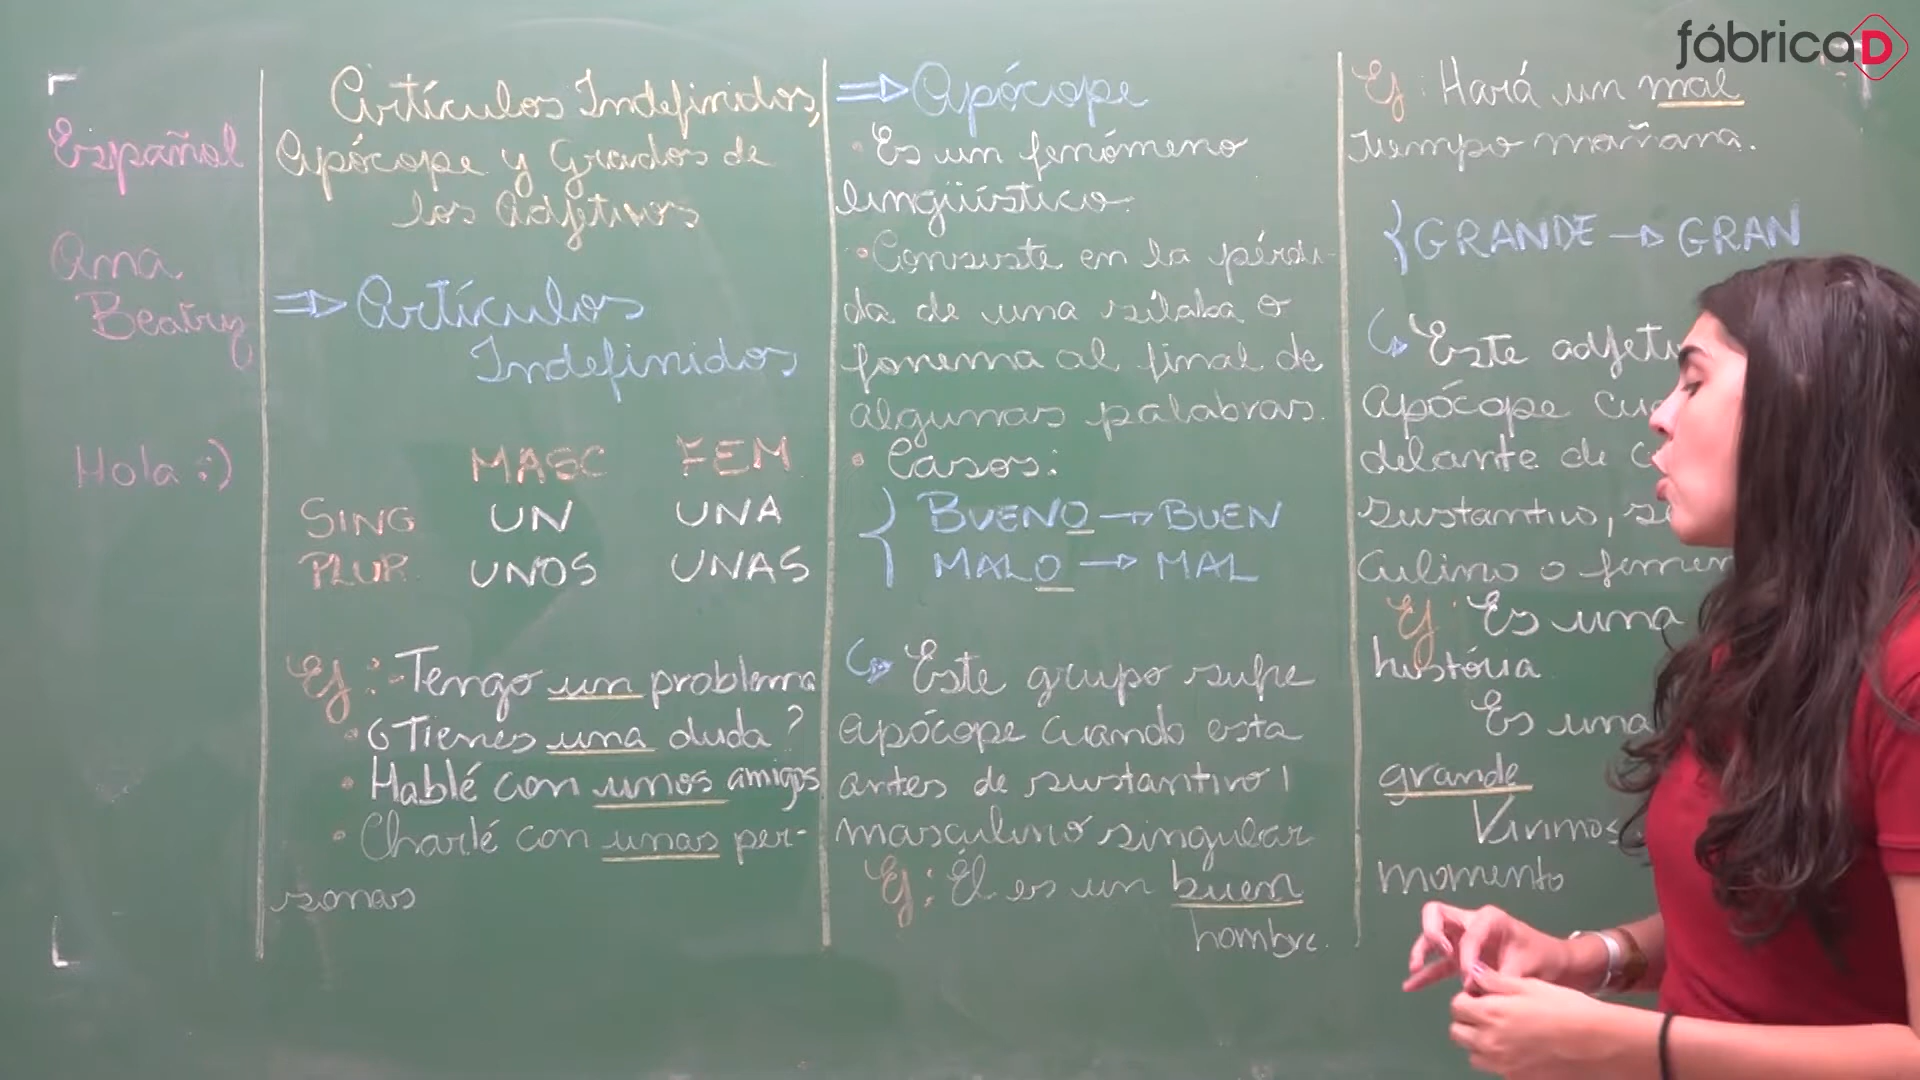 fábricaD
Español
Ana
Beatriz
Hola :)
Artículos Indefinidos,
Apócope y Grados de
los Adjetivos
⇒ Artículos
Indefinidos
MASC FEM
SING UN UNA
PLUR. UNOS UNAS
Ej: - Tengo un problema
• ¿Tienes una duda?
• Hablé con unos amigos
• Charlé con unas per-
sonas
⇒ Apócope
• Es un fenómeno
lingüístico.
• Consiste en la pérdi-
da de una sílaba o
fonema al final de
algunas palabras.
• Casos:
BUENO → BUEN
MALO → MAL
Este grupo sufre
apócope cuando esta
antes de sustantivo
masculino singular
Ej: Él es un buen
hombre.
Ej: Hará un mal
tiempo mañana.
{GRANDE → GRAN
Este adjeti
apócope
delante de
sustantivo,
culino o femen
Ej: Es una
história
Es una
grande
Vivimos
momento